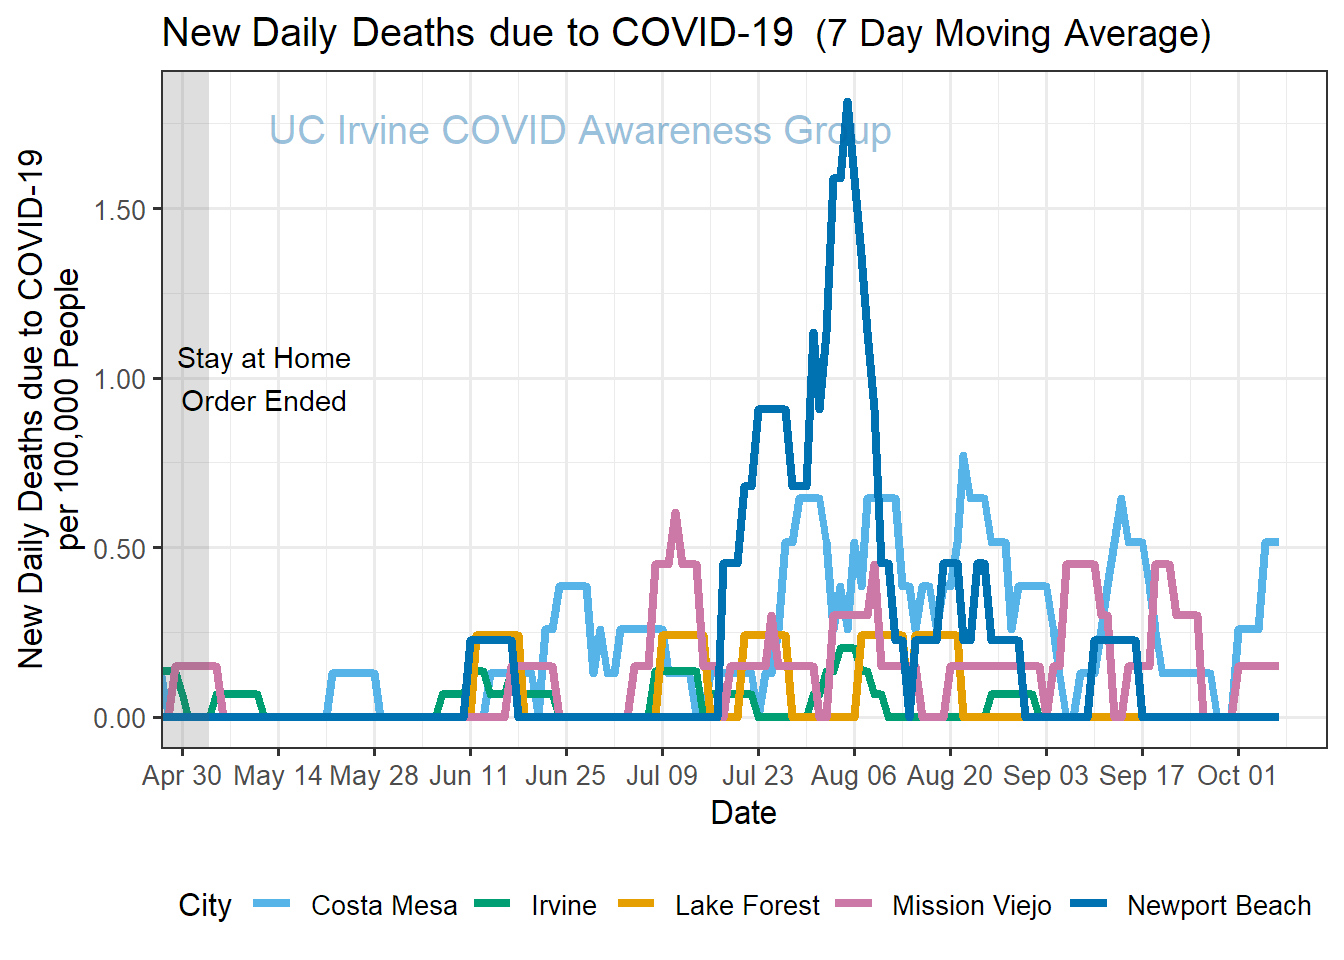 New Daily Deaths due to COVID-19 (7 Day Moving Average)
UC Irvine COVID Awareness Group
New Daily Deaths due to COVID-19
per 100,000 People
1.50
1.00
0.50
0.00
Stay at Home
Order Ended
Apr 30 May 14 May 28 Jun 11 Jun 25 Jul 09 Jul 23 Aug 06 Aug 20 Sep 03 Sep 17 Oct 01
Date
City Costa Mesa Irvine Lake Forest Mission Viejo Newport Beach